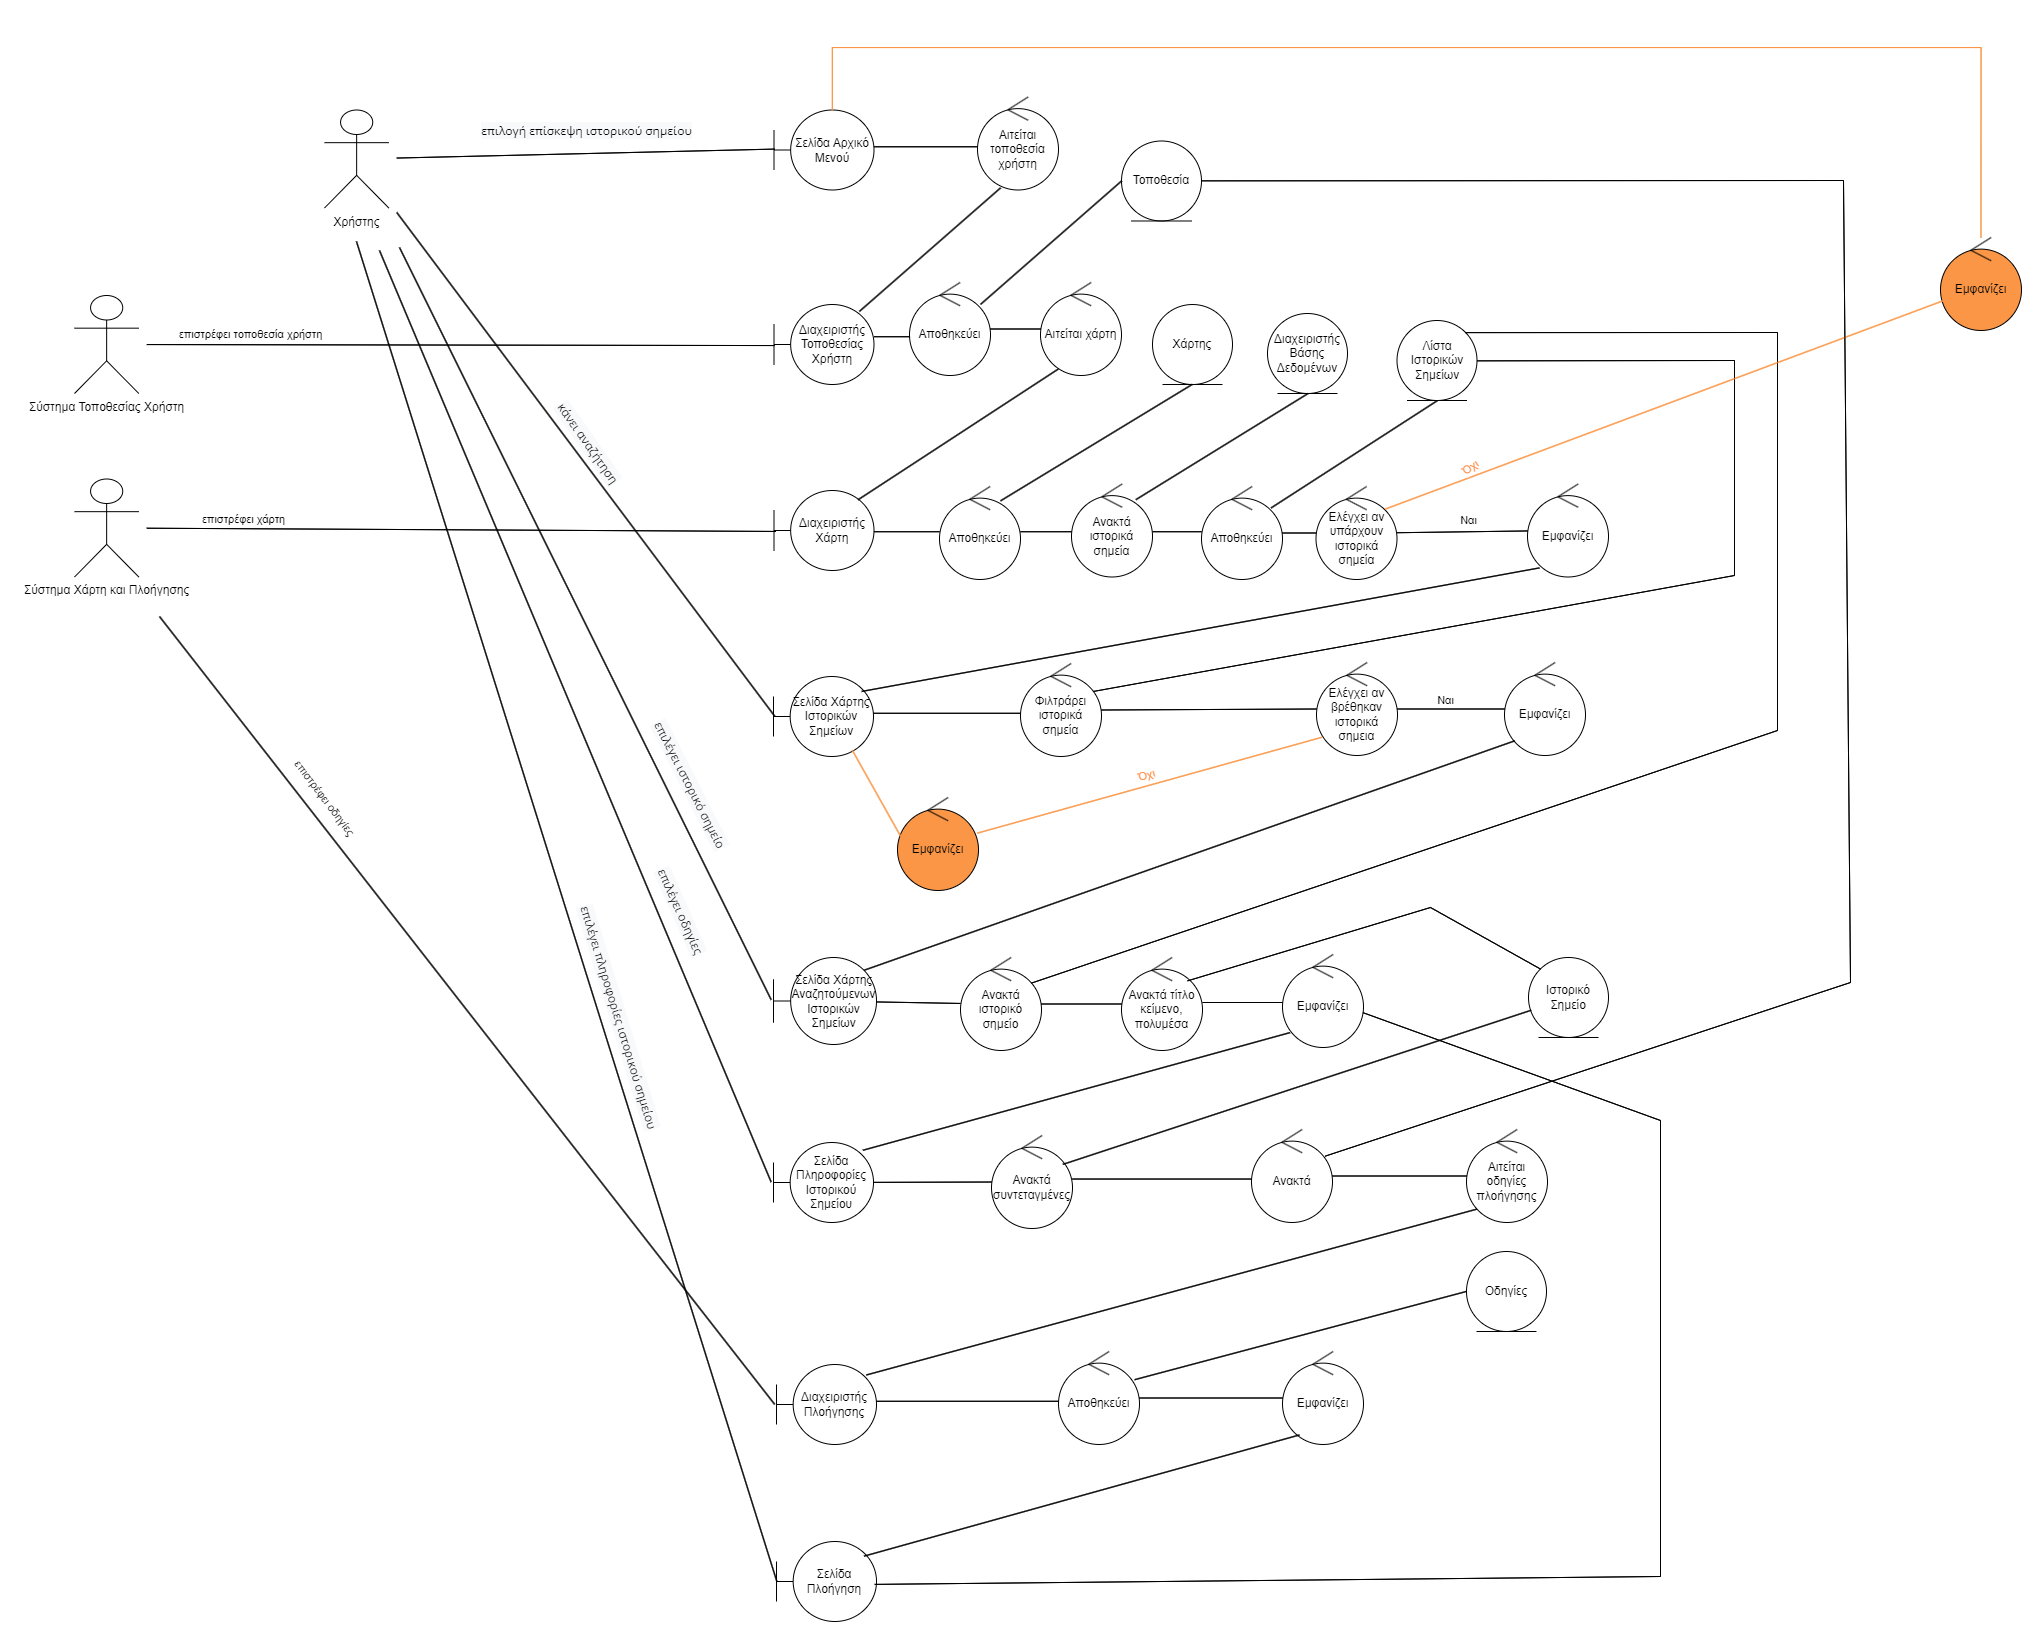 επιλογή επίσκεψη ιστορικού σημείου
Σελίδα Αρχικό
Μενού
Αιτείται
τοποθεσία
χρήστη
Τοποθεσία
Χρήστης
Εμφανίζει
επιστρέφει τοποθεσία χρήστη
Διαχειριστής
Τοποθεσίας
Χρήστη
Αποθηκεύει
Αιτείται χάρτη
Χάρτης
Διαχειριστής
Βάσης
Δεδομένων
Λίστα
Ιστορικών
Σημείων
Σύστημα Τοποθεσίας Χρήστη
κάνει αναζήτηση
Όχι
επιστρέφει χάρτη
Διαχειριστής
Χάρτη
Αποθηκεύει
Ανακτά
ιστορικά
σημεία
Αποθηκεύει
Ελέγχει αν
υπάρχουν
ιστορικά
σημεία
Ναι
Εμφανίζει
Σύστημα Χάρτη και Πλοήγησης
Σελίδα Χάρτης
Ιστορικών
Σημείων
Φιλτράρει
ιστορικά
σημεία
Ελέγχει αν
βρέθηκαν
ιστορικά
σημεια
Ναι
Εμφανίζει
επιλέγει ιστορικό σημείο
επιστρέφει οδηγίες
Όχι
Εμφανίζει
επιλέγει οδηγίες
επιλέγει πληροφορίες ιστορικού σημείου
Σελίδα Χάρτης
Αναζητούμενων
Ιστορικών
Σημείων
Ανακτά
ιστορικό
σημείο
Ανακτά τίτλο
κείμενο,
πολυμέσα
Εμφανίζει
Ιστορικό
Σημείο
Σελίδα
Πληροφορίες
Ιστορικού
Σημείου
Ανακτά
συντεταγμένες
Ανακτά
Αιτείται
οδηγίες
πλοήγησης
Οδηγίες
Διαχειριστής
Πλοήγησης
Αποθηκεύει
Εμφανίζει
Σελίδα
Πλοήγηση